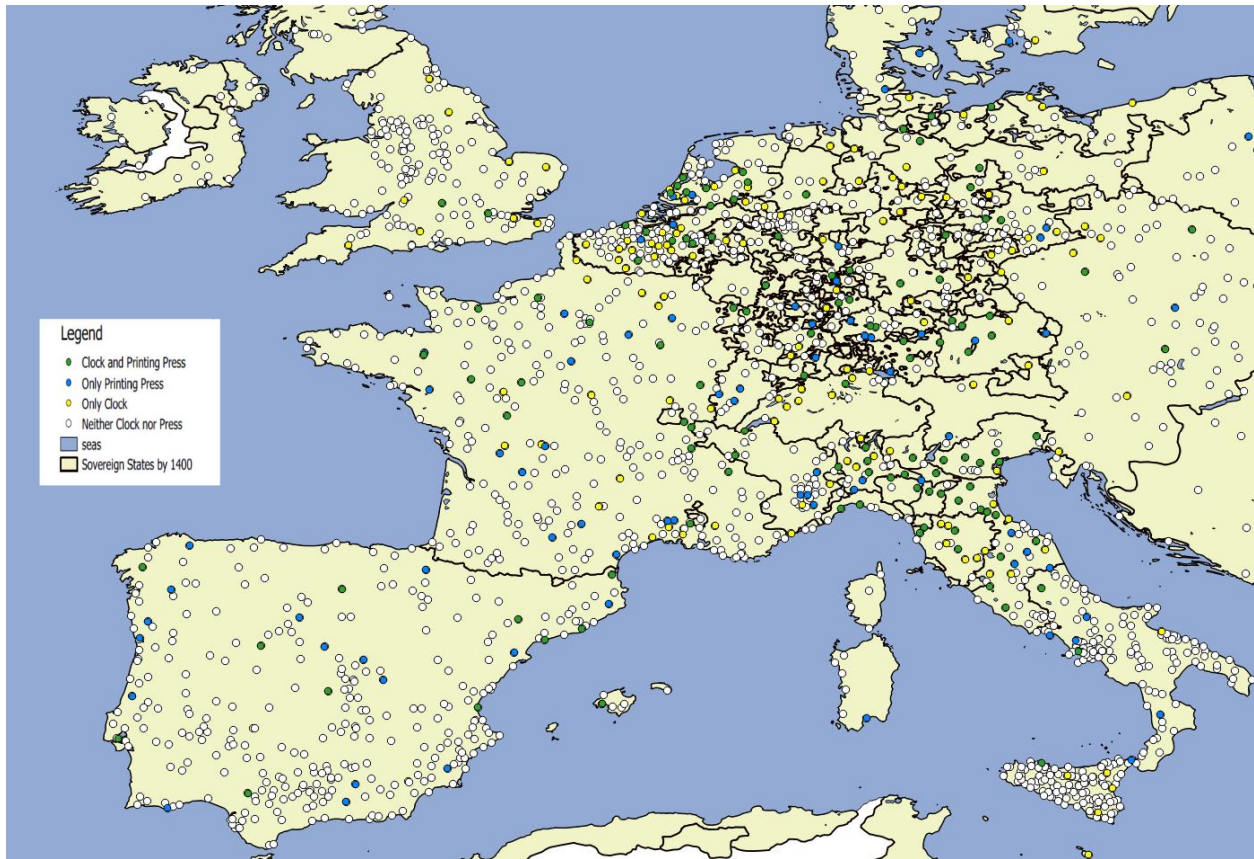 Legend
Clock and Printing Press
Only Printing Press
Only Clock
Neither Clock nor Press
seas
Sovereign States by 1400